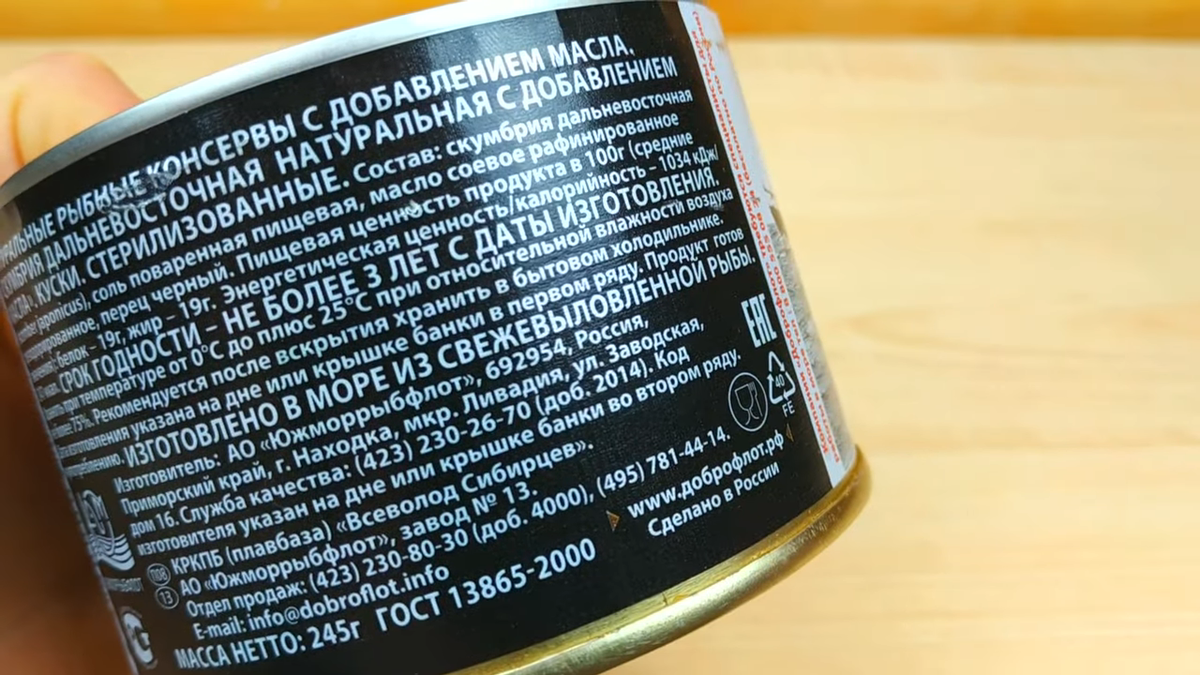 РЫБНЫЕ КОНСЕРВЫ С ДОБАВЛЕНИЕМ МАСЛА.
ДАЛЬНЕВОСТОЧНАЯ НАТУРАЛЬНАЯ С ДОБАВЛЕНИЕМ
КУСКИ. СТЕРИЛИЗОВАННЫЕ. Состав: скумбрия дальневосточная
japonicus), соль поваренная пищевая, масло соевое рафинированное
перец черный. Пищевая ценность продукта в 100г (средние
белок – 19г, жир – 19г. Энергетическая ценность/калорийность – 1034 кДж/
СРОК ГОДНОСТИ – НЕ БОЛЕЕ 3 ЛЕТ С ДАТЫ ИЗГОТОВЛЕНИЯ.
при температуре от 0°С до плюс 25°С при относительной влажности воздуха
75%. Рекомендуется после вскрытия хранить в бытовом холодильнике.
изготовления указана на дне или крышке банки в первом ряду. Продукт готов
ИЗГОТОВЛЕНО В МОРЕ ИЗ СВЕЖЕВЫЛОВЛЕННОЙ РЫБЫ.
Изготовитель: АО «Южморрыбфлот», 692954, Россия,
Приморский край, г. Находка, мкр. Ливадия, ул. Заводская,
дом 16. Служба качества: (423) 230-26-70 (доб. 2014). Код
изготовителя указан на дне или крышке банки во втором ряду.
КРКПБ (плавбаза) «Всеволод Сибирцев».
АО «Южморрыбфлот», завод № 13.
Отдел продаж: (423) 230-80-30 (доб. 4000), (495) 781-44-14.
E-mail: info@dobroflot.info
www.доброфлот.рф
Сделано в России
МАССА НЕТТО: 245г ГОСТ 13865-2000
ЕАС
40
FE
13